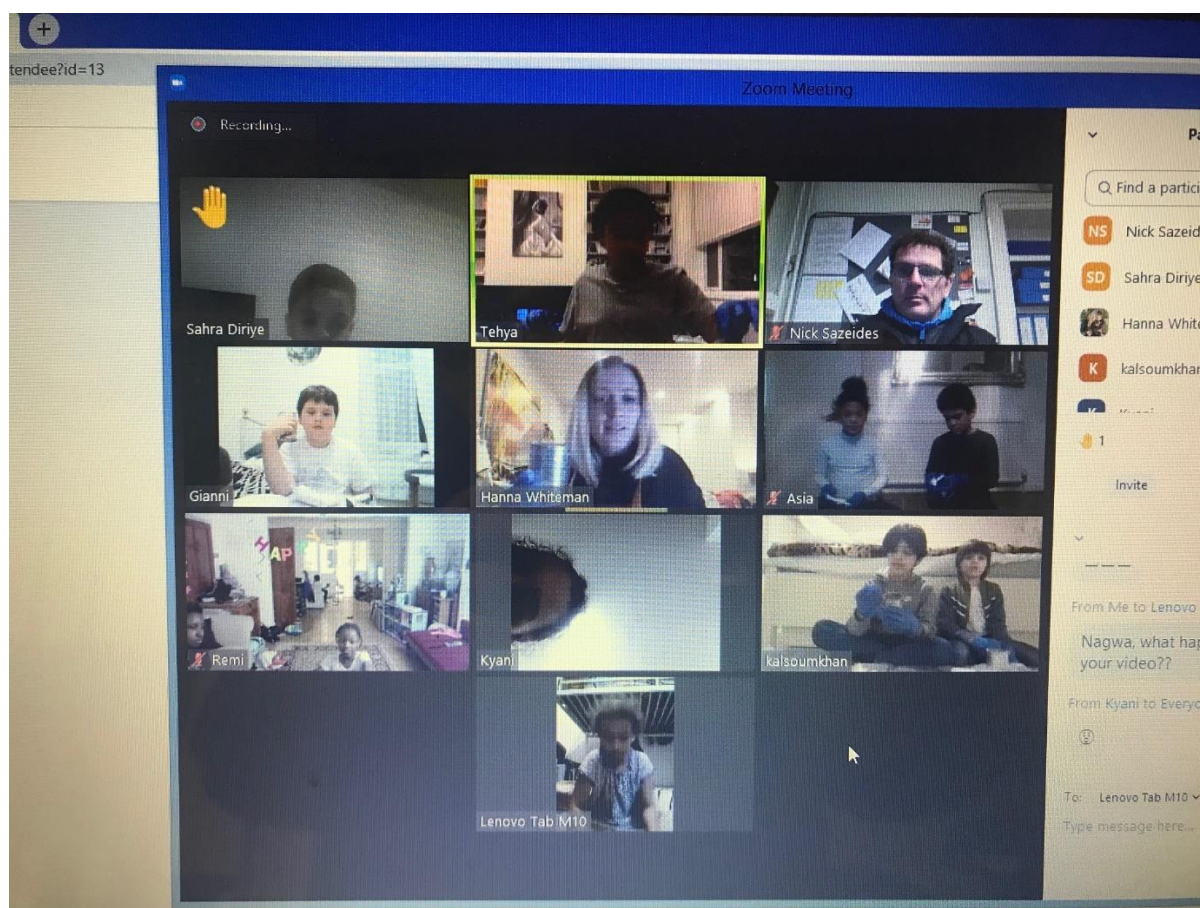 tendee?id=13
Zoom Meeting
Recording...
Pa
Find a partici
NS Nick Sazeid
SD Sahra Diriye
Hanna White
K kalsoumkhan
1
Invite
From Me to Lenovo
Nagwa, what hap
your video??
From Kyani to Everyo
To: Lenovo Tab M10
Type message here...
Sahra Diriye
Tehya
Nick Sazeides
Gianni
Hanna Whiteman
Asia
HAP Y
Remi
Kyani
kalsoumkhan
Lenovo Tab M10